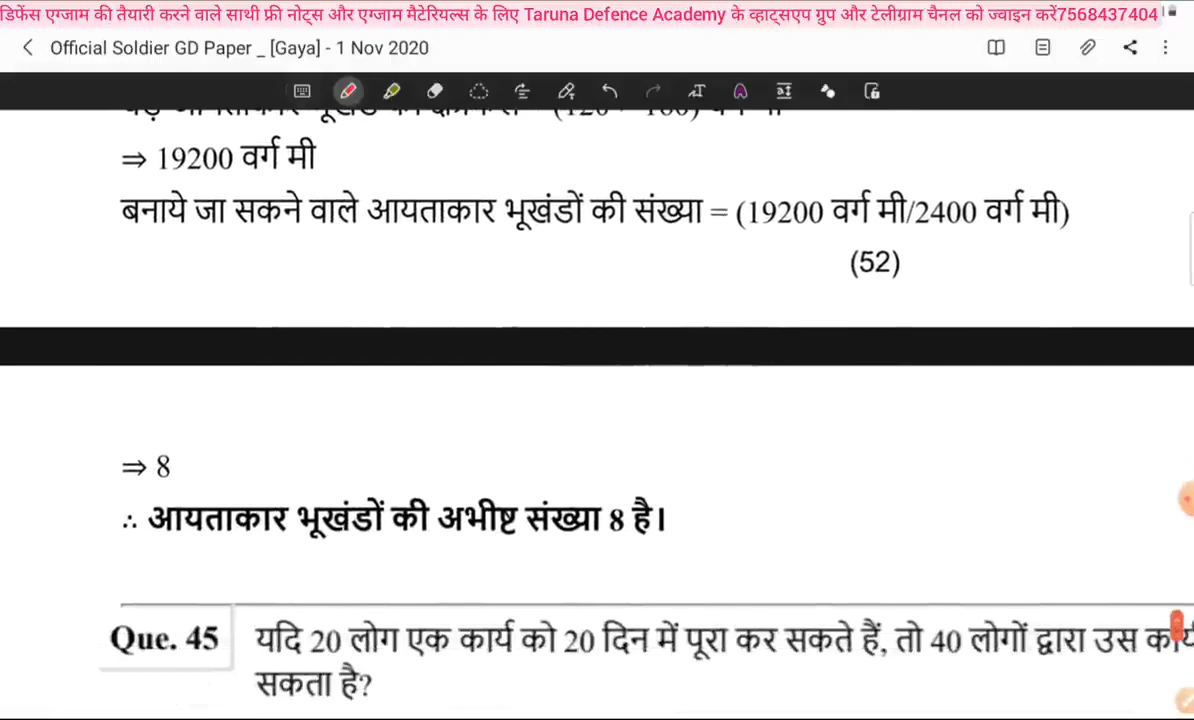 डिफेंस एग्जाम की तैयारी करने वाले साथी फ्री नोट्स और एग्जाम मैटेरियल्स के लिए Taruna Defence Academy के व्हाट्सएप ग्रुप और टेलीग्राम चैनल को ज्वाइन करें7568437404
Official Soldier GD Paper _ [Gaya] - 1 Nov 2020
⇒ 19200 वर्ग मी
बनाये जा सकने वाले आयताकार भूखंडों की संख्या = (19200 वर्ग मी/2400 वर्ग मी)
(52)
⇒ 8
∴ आयताकार भूखंडों की अभीष्ट संख्या 8 है।
Que. 45 यदि 20 लोग एक कार्य को 20 दिन में पूरा कर सकते हैं, तो 40 लोगों द्वारा उस
सकता है?